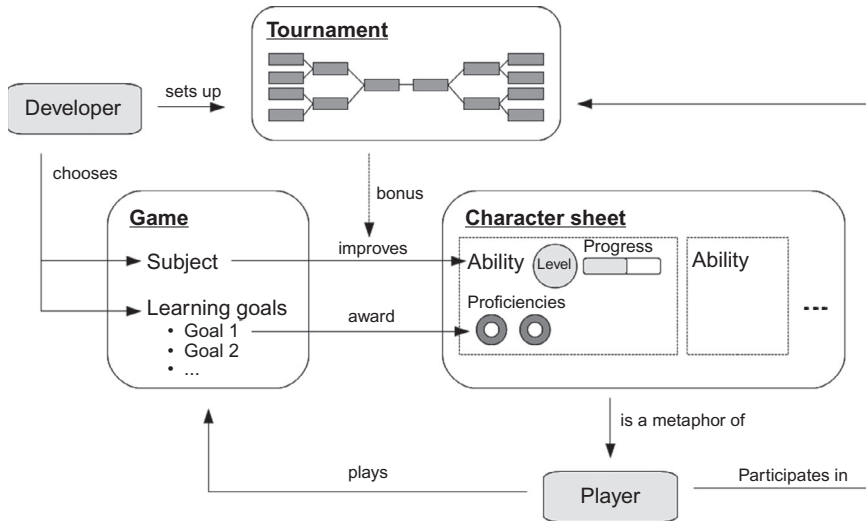 Tournament
Developer
sets up
chooses
bonus
Game
Character sheet
Subject
improves
Ability
Level
Progress
Ability
Learning goals
• Goal 1
• Goal 2
• ...
award
Proficiencies
...
is a metaphor of
plays
Player
Participates in